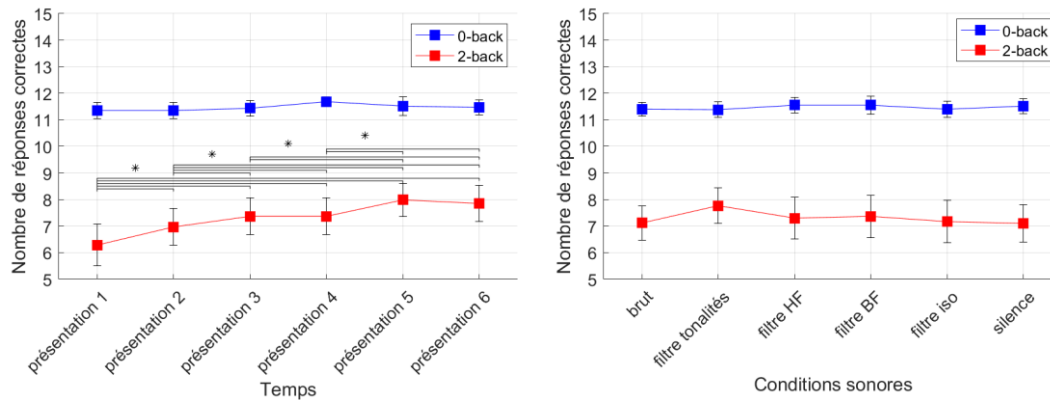 15
14
13
12
11
10
9
8
7
6
5
Nombre de réponses correctes
0-back
2-back
*
*
*
*
présentation 1
présentation 2
présentation 3
présentation 4
présentation 5
présentation 6
Temps
15
14
13
12
11
10
9
8
7
6
5
Nombre de réponses correctes
0-back
2-back
brut
filtre tonalités
filtre HF
filtre BF
filtre iso
silence
Conditions sonores